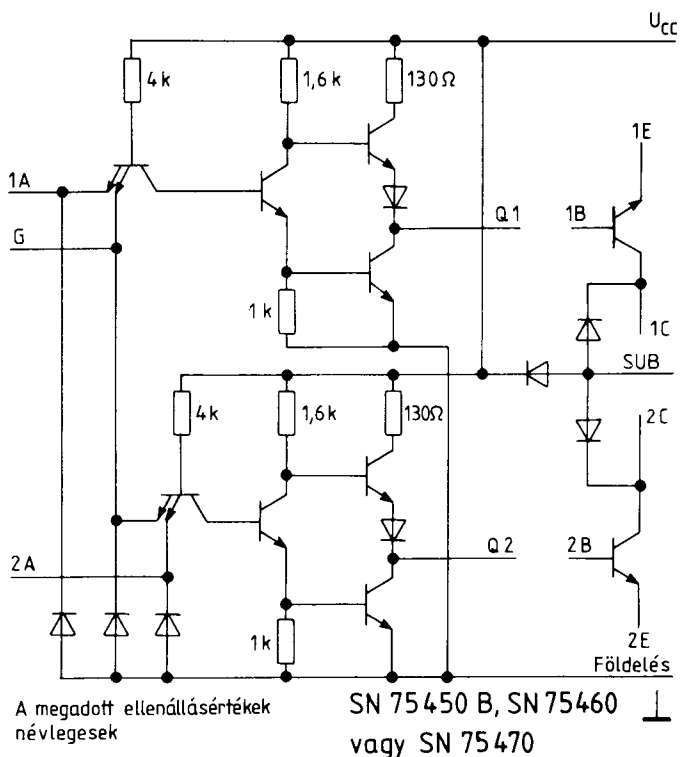 UCC
4k
1,6k
130Ω
1E
1A
Q1
1B
G
1k
1C
SUB
4k
1,6k
130Ω
2C
2A
Q2
2B
1k
2E
Földelés
A megadott ellenállásértékek
névlegesek
SN 75450 B, SN 75460
vagy SN 75470